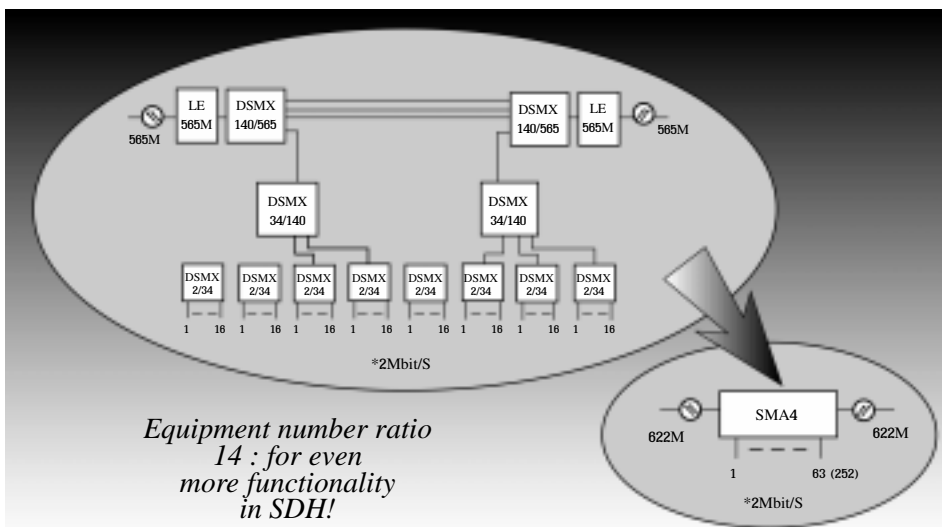 LE
565M
DSMX
140/565
DSMX
140/565
LE
565M
565M
565M
DSMX
34/140
DSMX
34/140
DSMX
2/34
DSMX
2/34
DSMX
2/34
DSMX
2/34
DSMX
2/34
DSMX
2/34
DSMX
2/34
DSMX
2/34
1 16 1 16 1 16 1 16 1 16 1 16 1 16 1 16
*2Mbit/S
Equipment number ratio
14 : for even
more functionality
in SDH!
SMA4
622M
622M
1 63 (252)
*2Mbit/S